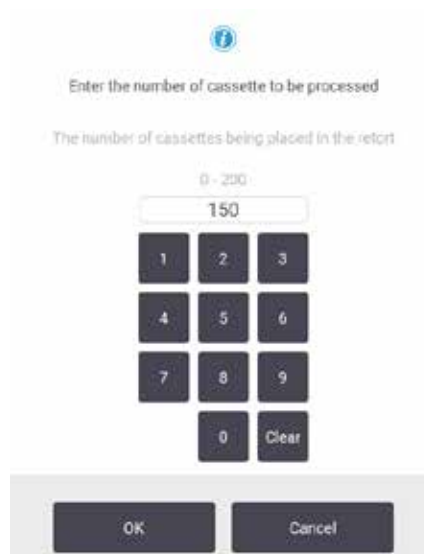 Enter the number of cassette to be processed
The number of cassettes being placed in the retort
0 - 200
150
1 2 3
4 5 6
7 8 9
0 Clear
OK Cancel